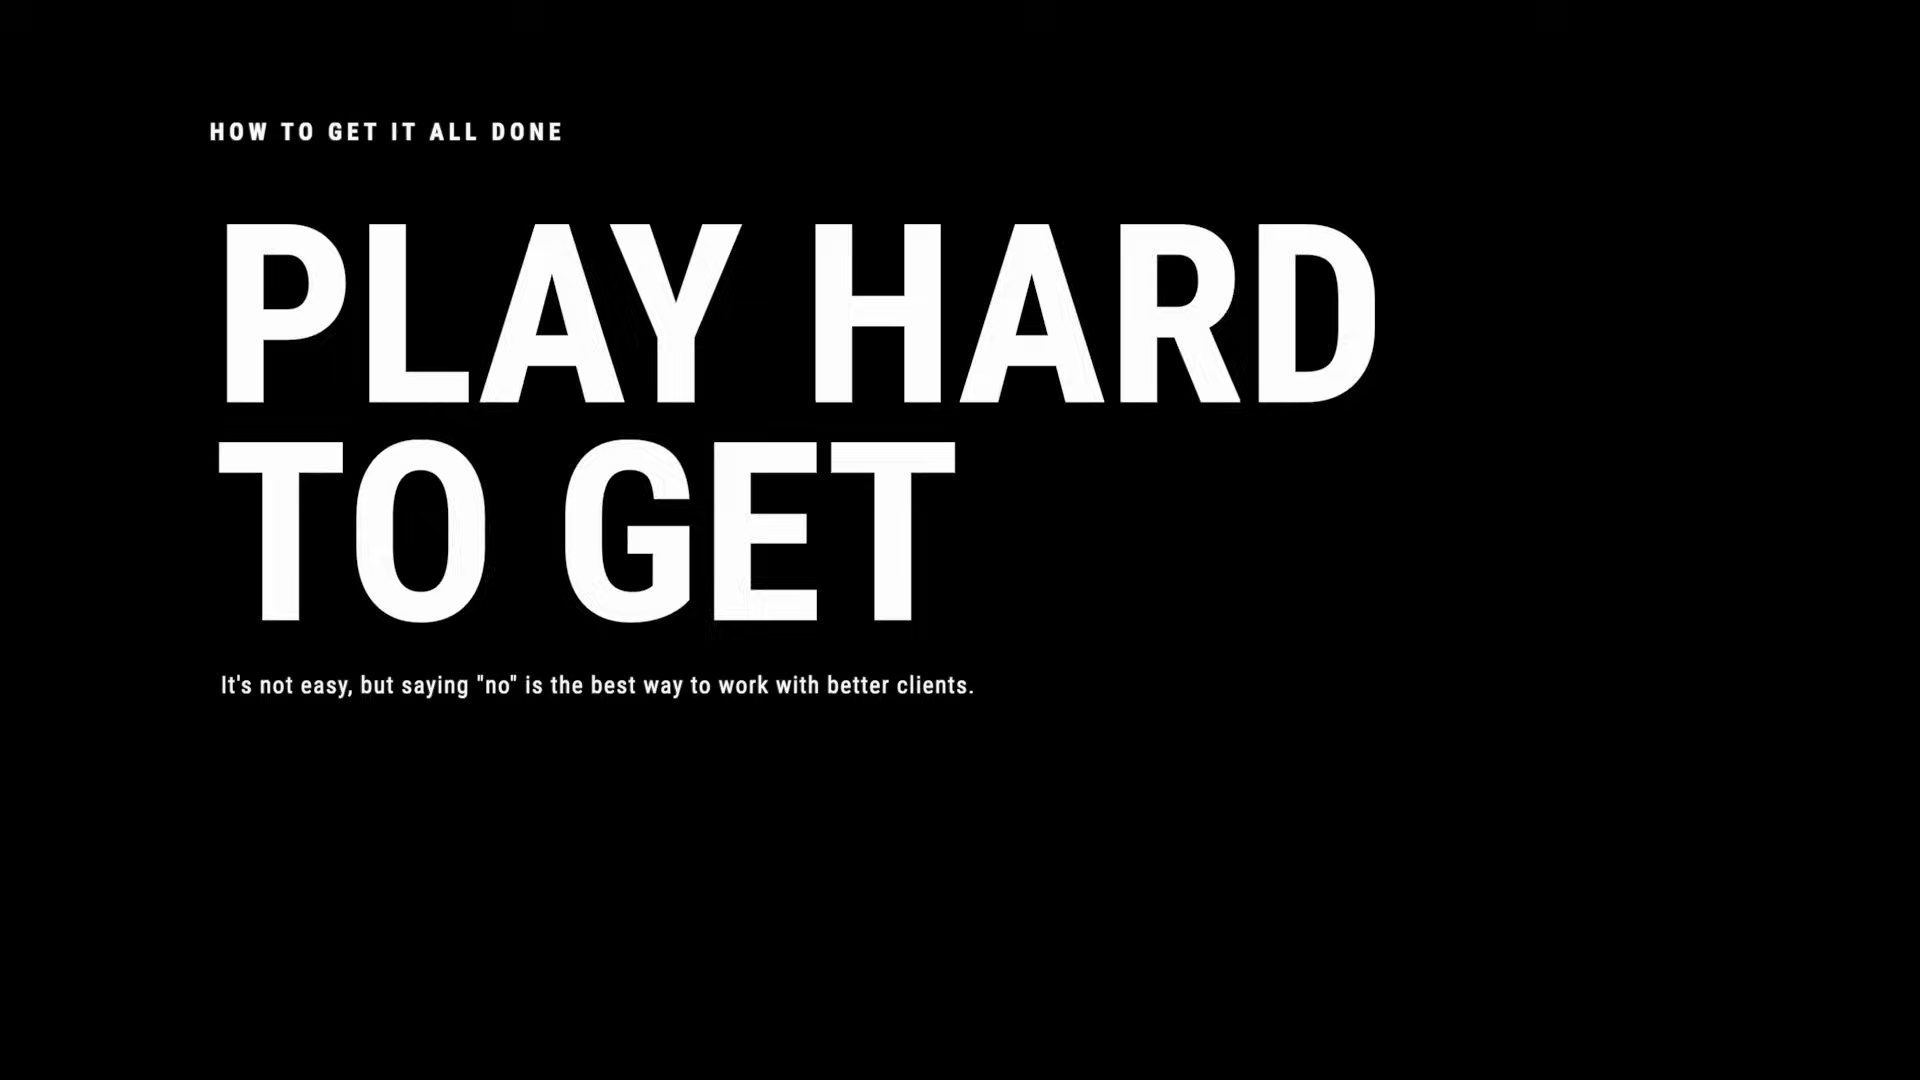 HOW TO GET IT ALL DONE
PLAY HARD
TO GET
It's not easy, but saying "no" is the best way to work with better clients.